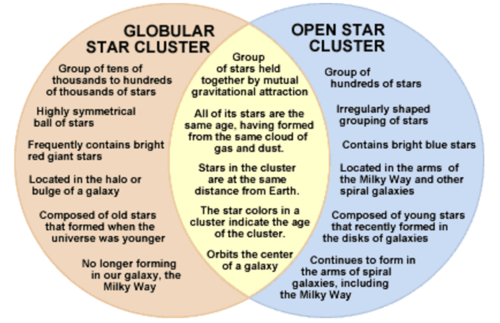 GLOBULAR
STAR CLUSTER
Group of tens of
thousands to hundreds
of thousands of stars
Highly symmetrical
ball of stars
Frequently contains bright
red giant stars
Located in the halo or
bulge of a galaxy
Composed of old stars
that formed when the
universe was younger
No longer forming
in our galaxy, the
Milky Way
Group
of stars held
together by mutual
gravitational attraction
All of its stars are the
same age, having formed
from the same cloud of
gas and dust.
Stars in the cluster
are at the same
distance from Earth.
The star colors in a
cluster indicate the age
of the cluster.
Orbits the center
of a galaxy
OPEN STAR
CLUSTER
Group of
hundreds of stars
Irregularly shaped
grouping of stars
Contains bright blue stars
Located in the arms of
the Milky Way and other
spiral galaxies
Composed of young stars
that recently formed in
the disks of galaxies
Continues to form in
the arms of spiral
galaxies, including
the Milky Way